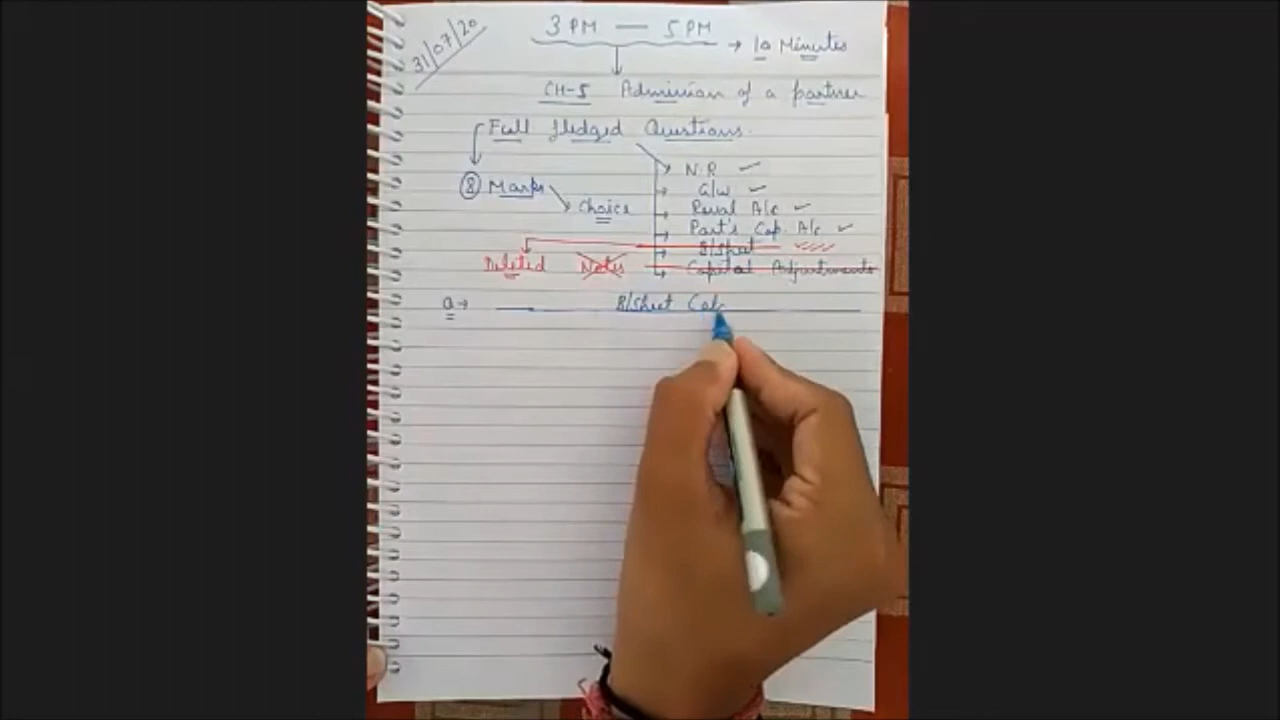 31/07/20
3 PM — 5 PM
→ 10 Minutes
CH-5 Admission of a partner
Full fledged Questions.
8 Marks
Choice
N.R ✓
G/w ✓
Reval A/c ✓
Part's Cap. A/c ✓
B/Sheet
Deleted Notes Capital Adjustments
Q → B/Sheet Cap